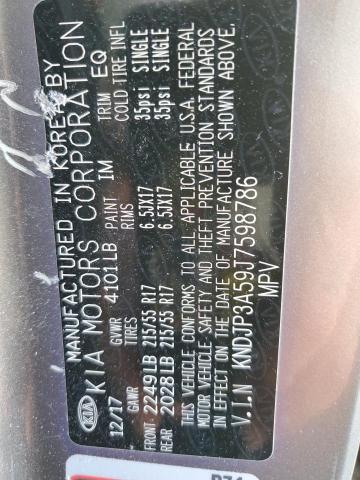 MANUFACTURED IN KOREA BY
KIA KIA MOTORS CORPORATION
12/17 GVWR 4101LB PAINT IM TRIM EQ
GAWR TIRES RIMS COLD TIRE INFL
FRONT 2249LB 215/55 R17 6.5JX17 35psi SINGLE
REAR 2028LB 215/55 R17 6.5JX17 35psi SINGLE
THIS VEHICLE CONFORMS TO ALL APPLICABLE U.S.A. FEDERAL
MOTOR VEHICLE SAFETY AND THEFT PREVENTION STANDARDS
IN EFFECT ON THE DATE OF MANUFACTURE SHOWN ABOVE.
V.I.N KNDJP3A59J7598786
MPV